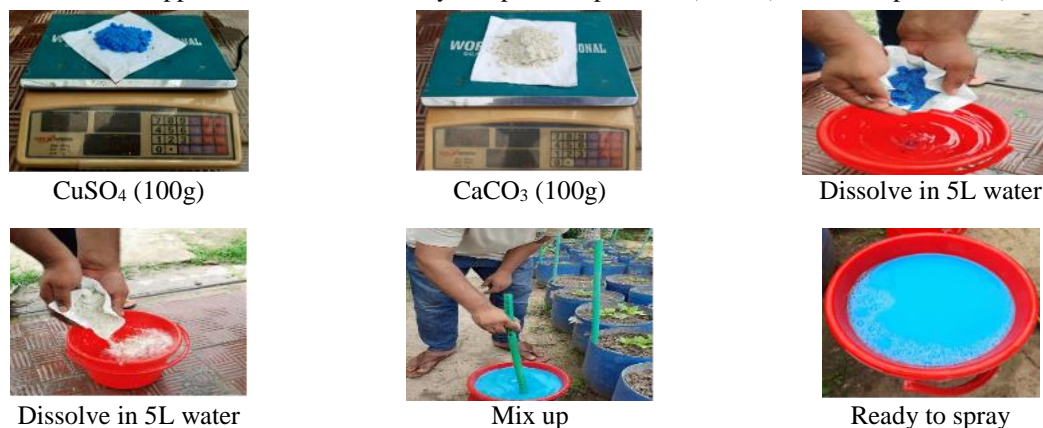 CuSO₄ (100g)
CaCO₃ (100g)
Dissolve in 5L water
Dissolve in 5L water
Mix up
Ready to spray